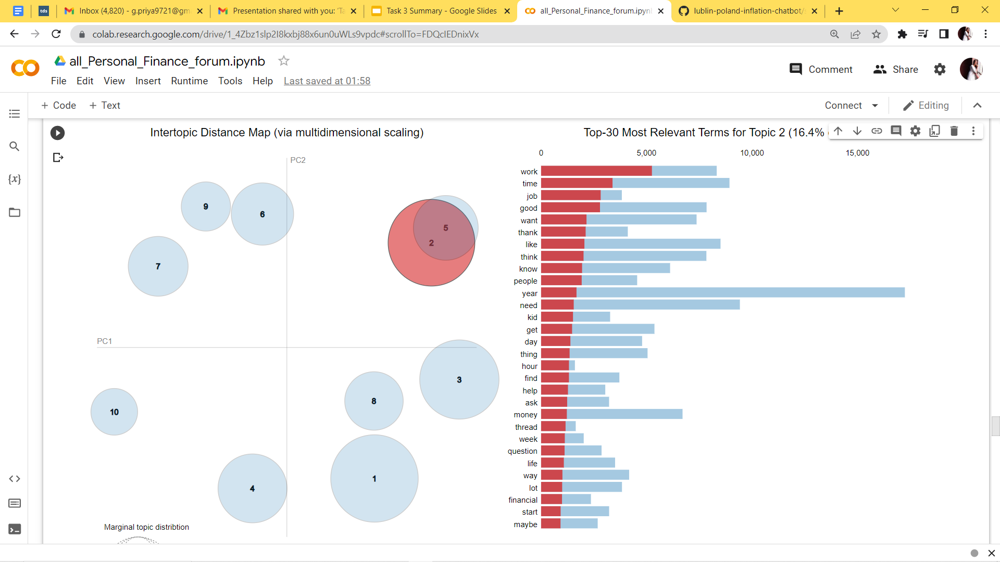 Inbox (4,820) - g.priya9721@gm
Presentation shared with you: 'Ta
Task 3 Summary - Google Slides
all_Personal_Finance_forum.ipynb
lublin-poland-inflation-chatbot/
tds
colab.research.google.com/drive/1_4Zbz1slp2I8kxbj88x6un0uWLs9vpdc#scrollTo=FDQcIEDnixVx
all_Personal_Finance_forum.ipynb
Comment
Share
File Edit View Insert Runtime Tools Help Last saved at 01:58
+ Code + Text
Connect
Editing
{x}
Intertopic Distance Map (via multidimensional scaling)
PC2
PC1
9
6
7
5
2
3
8
10
1
4
Marginal topic distribtion
Top-30 Most Relevant Terms for Topic 2 (16.4%
0 5,000 10,000 15,000
work
time
job
good
want
thank
like
think
know
people
year
need
kid
get
day
thing
hour
find
help
ask
money
thread
week
question
life
way
lot
financial
start
maybe